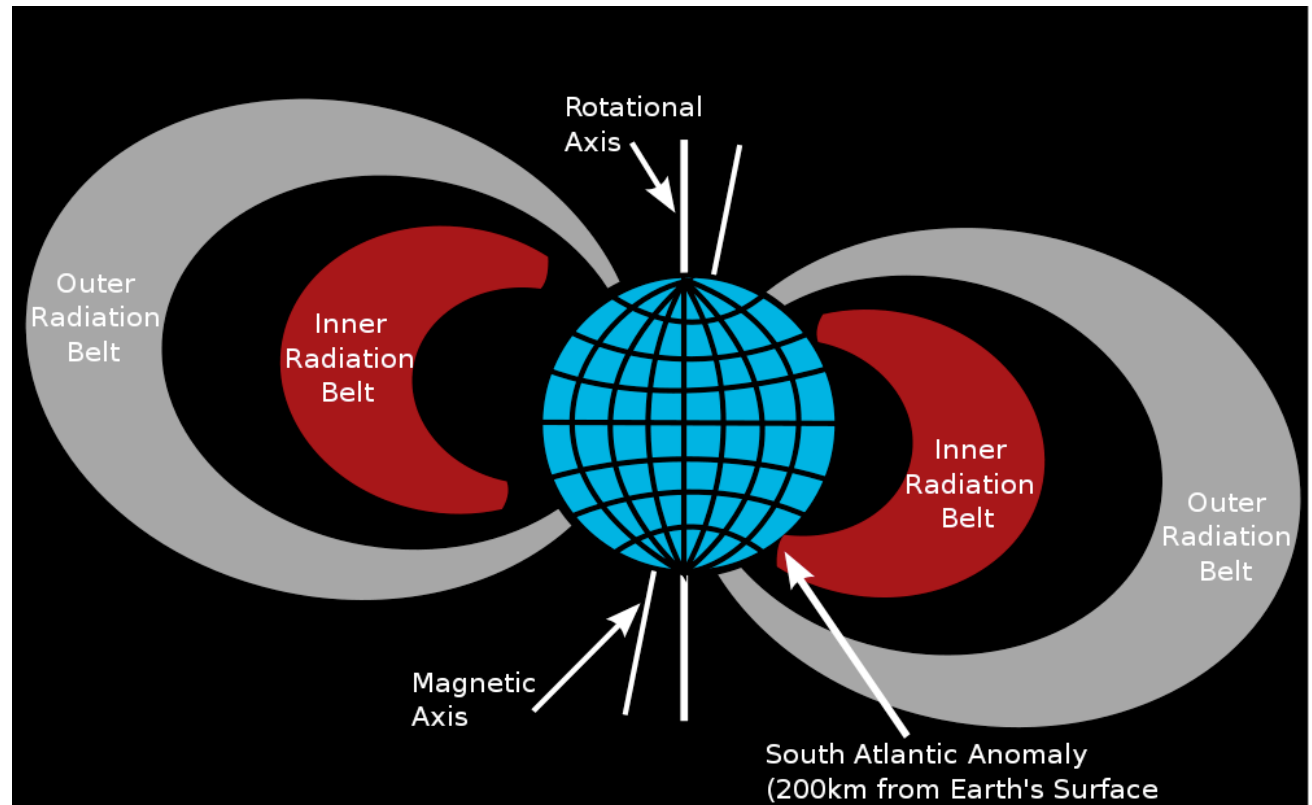 Rotational
Axis
Outer
Radiation
Belt
Inner
Radiation
Belt
Inner
Radiation
Belt
Outer
Radiation
Belt
Magnetic
Axis
South Atlantic Anomaly
(200km from Earth's Surface